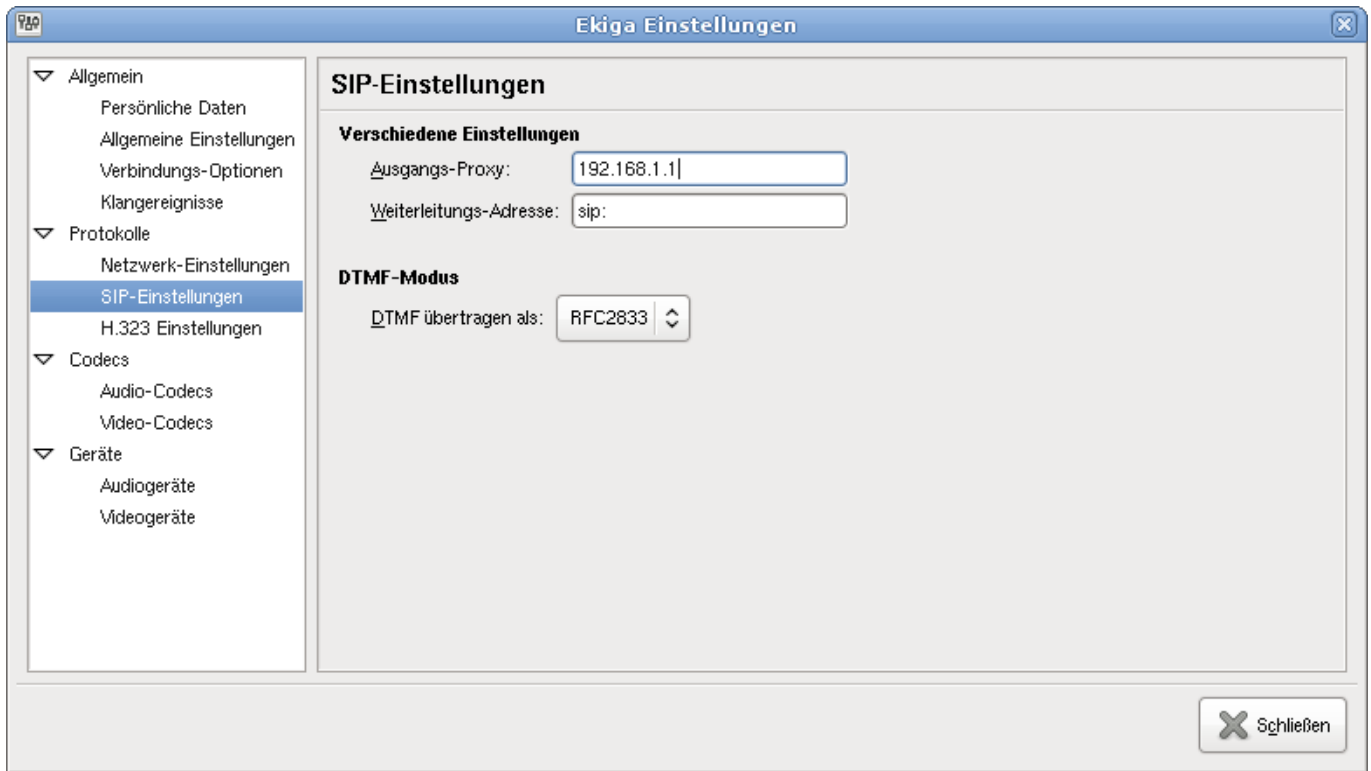 Ekiga Einstellungen
Allgemein
Persönliche Daten
Allgemeine Einstellungen
Verbindungs-Optionen
Klangereignisse
Protokolle
Netzwerk-Einstellungen
SIP-Einstellungen
H.323 Einstellungen
Codecs
Audio-Codecs
Video-Codecs
Geräte
Audiogeräte
Videogeräte
SIP-Einstellungen
Verschiedene Einstellungen
Ausgangs-Proxy: 192.168.1.1
Weiterleitungs-Adresse: sip:
DTMF-Modus
DTMF übertragen als: RFC2833
Schließen